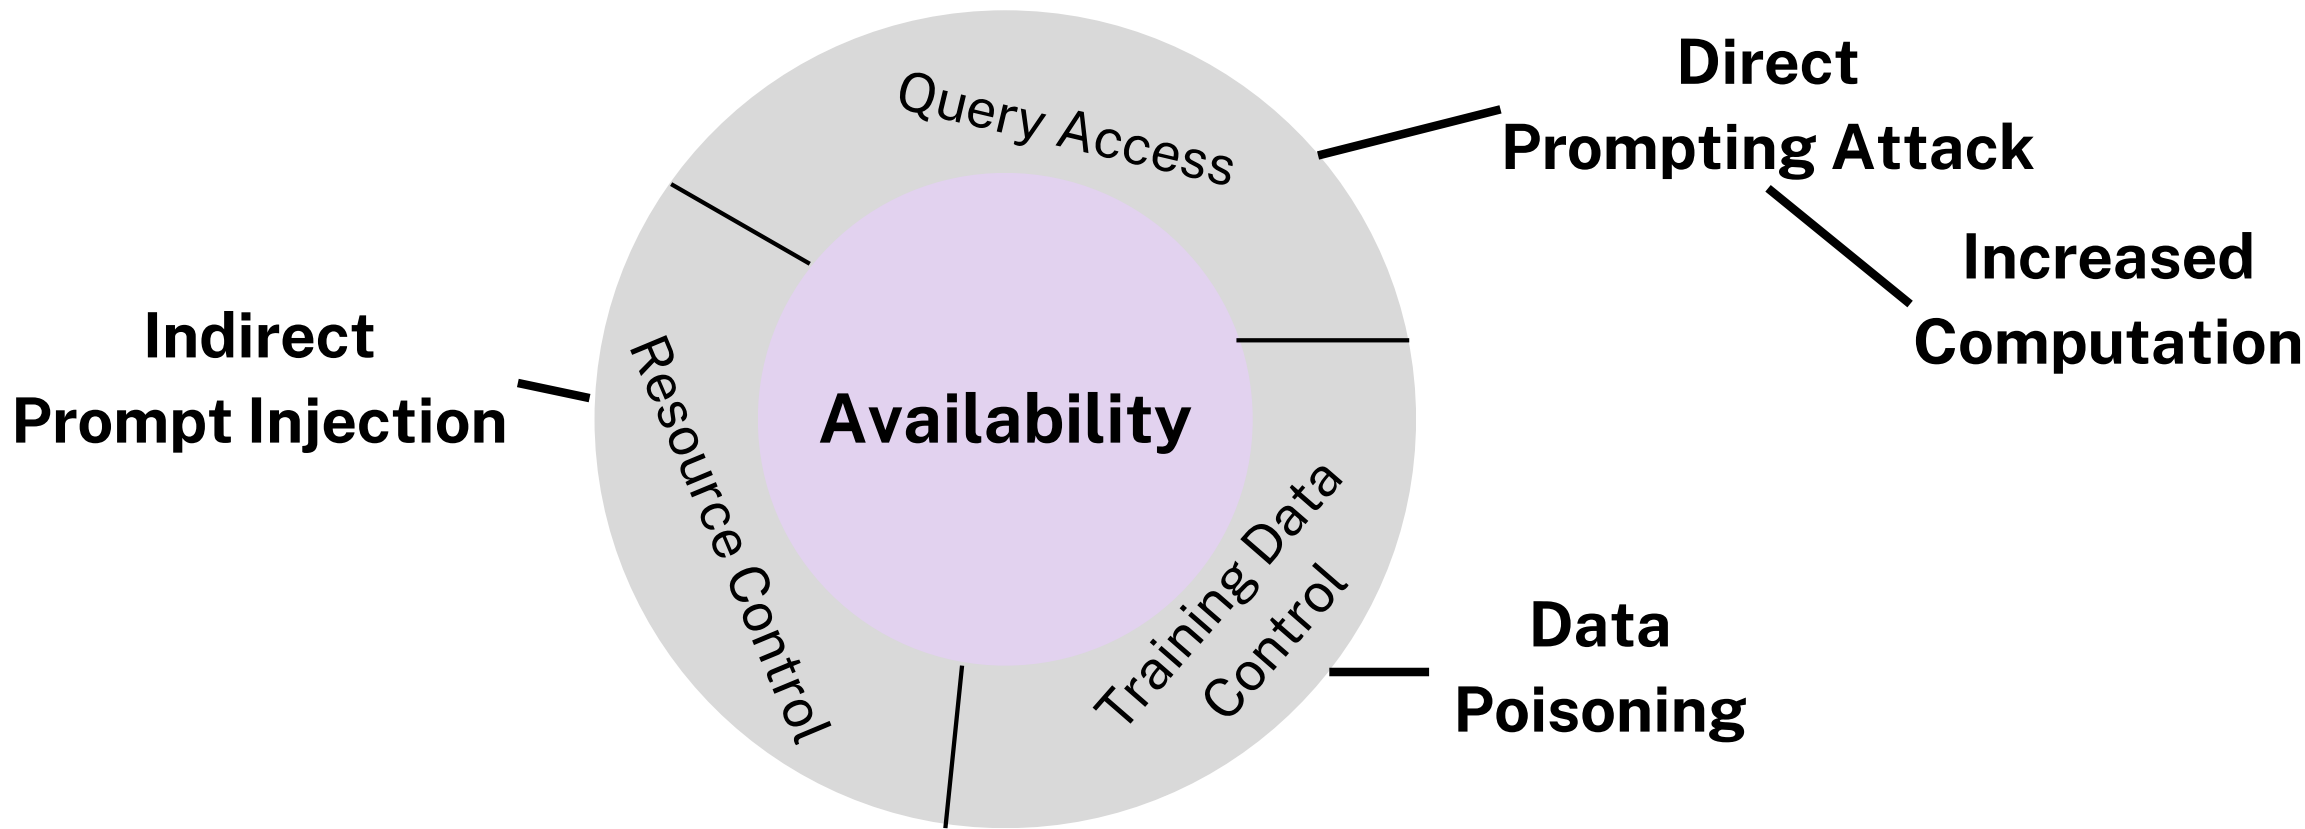 Query Access
Direct
Prompting Attack
Increased
Computation
Indirect
Prompt Injection
Resource Control
Availability
Training Data
Control
Data
Poisoning